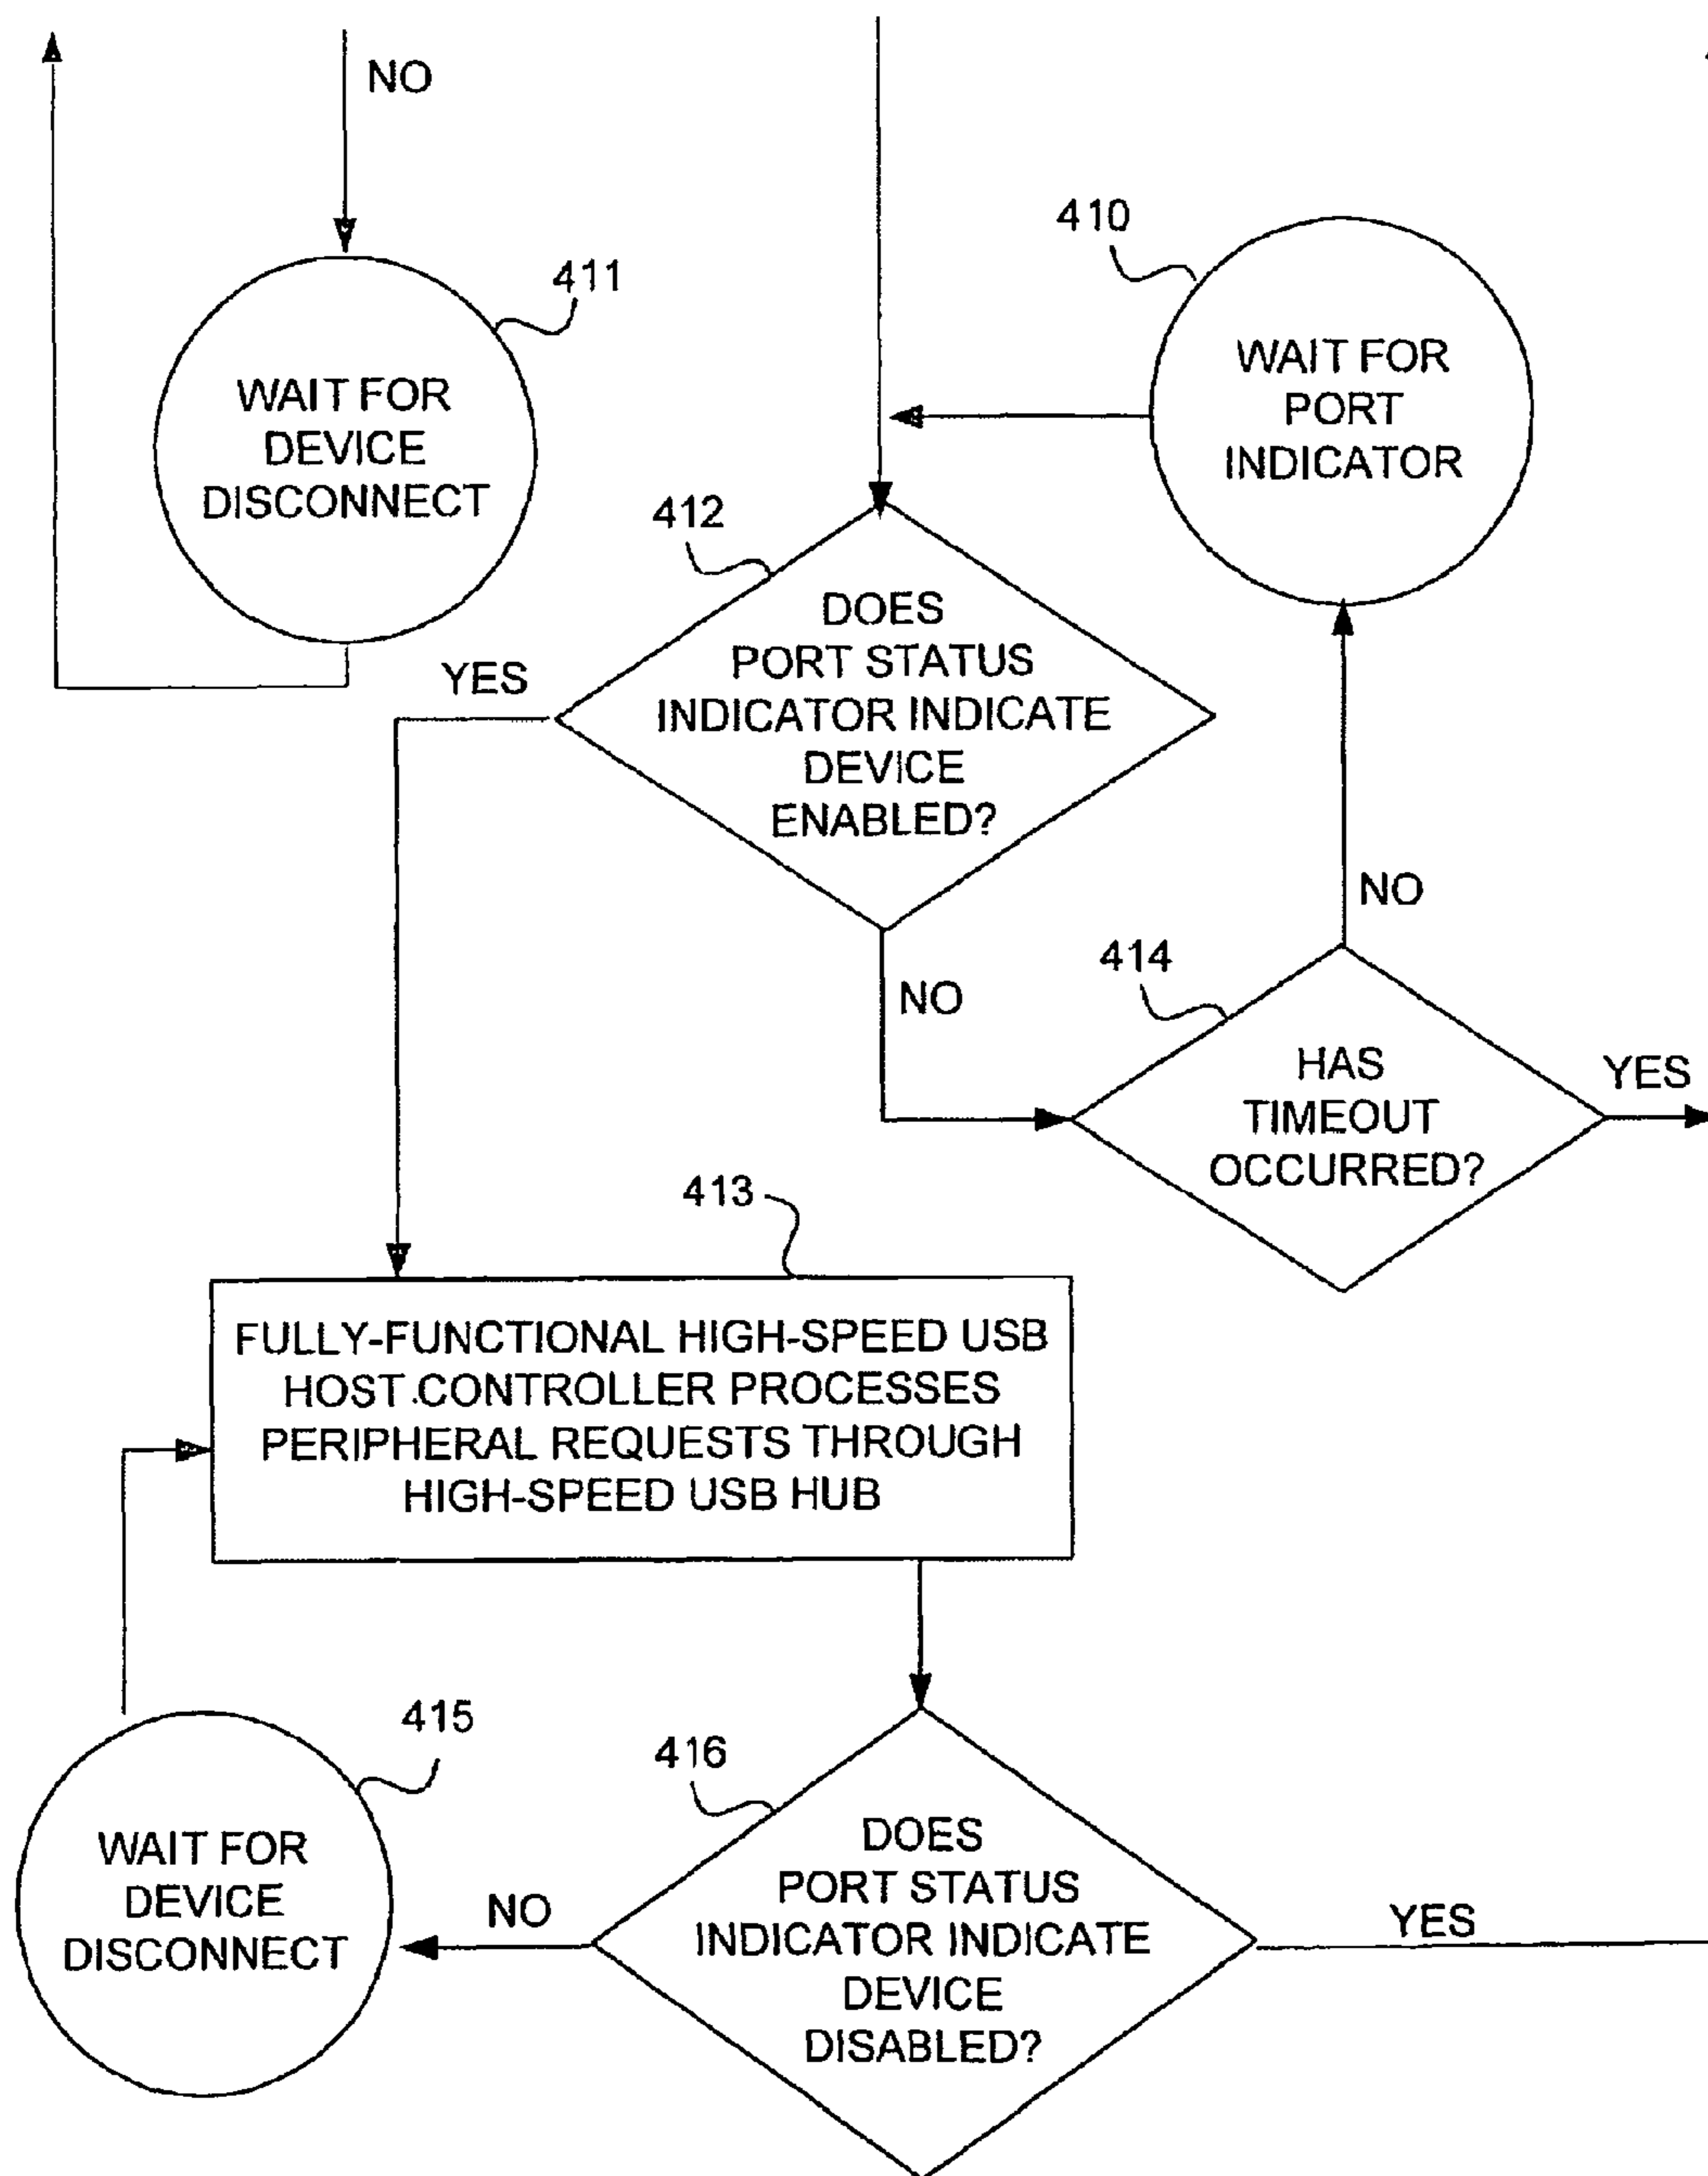 NO
410
411
WAIT FOR
PORT
INDICATOR
WAIT FOR
DEVICE
DISCONNECT
412
DOES
PORT STATUS
INDICATOR INDICATE
DEVICE
ENABLED?
YES
NO
NO
414
HAS
TIMEOUT
OCCURRED?
YES
413
FULLY-FUNCTIONAL HIGH-SPEED USB
HOST CONTROLLER PROCESSES
PERIPHERAL REQUESTS THROUGH
HIGH-SPEED USB HUB
415
416
WAIT FOR
DEVICE
DISCONNECT
NO
DOES
PORT STATUS
INDICATOR INDICATE
DEVICE
DISABLED?
YES